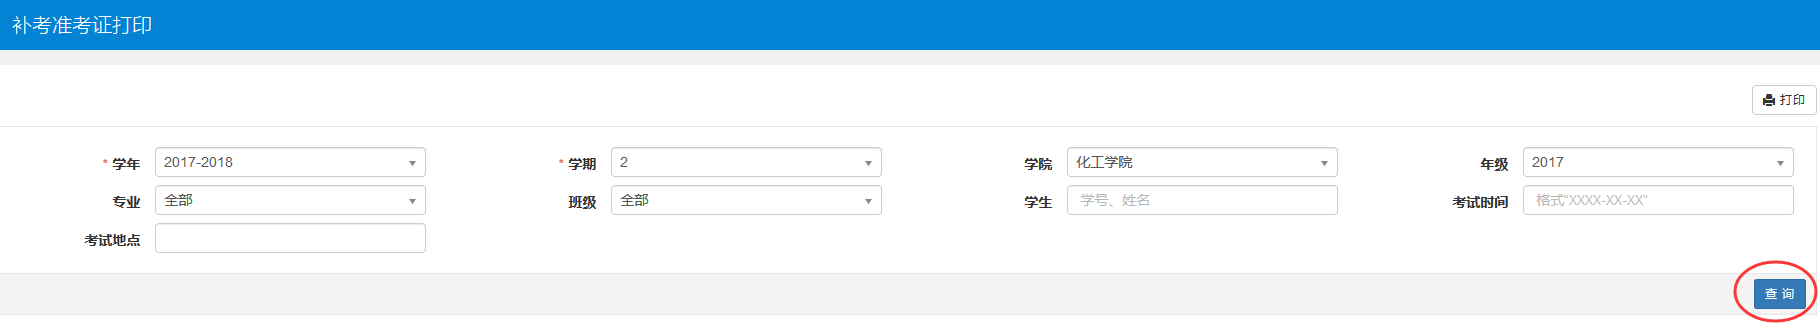 补考准考证打印
打印
* 学年 2017-2018 * 学期 2 学院 化工学院 年级 2017
专业 全部 班级 全部 学生 学号、姓名 考试时间 格式"XXXX-XX-XX"
考试地点
查 询